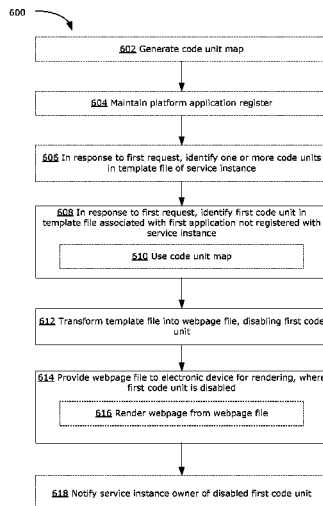 600
602 Generate code unit map
604 Maintain platform application register
606 In response to first request, identify one or more code units
in template file of service instance
608 In response to first request, identify first code unit in
template file associated with first application not registered with
service instance
610 Use code unit map
612 Transform template file into webpage file, disabling first code
unit
614 Provide webpage file to electronic device for rendering, where
first code unit is disabled
616 Render webpage from webpage file
618 Notify service instance owner of disabled first code unit